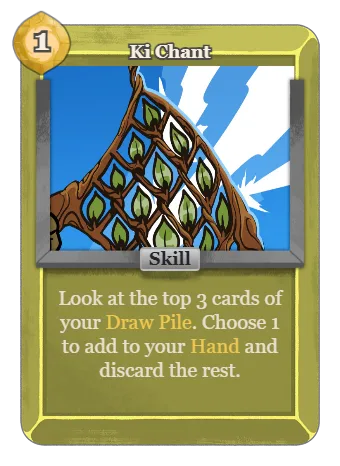 1
Ki Chant
Skill
Look at the top 3 cards of
your Draw Pile. Choose 1
to add to your Hand and
discard the rest.